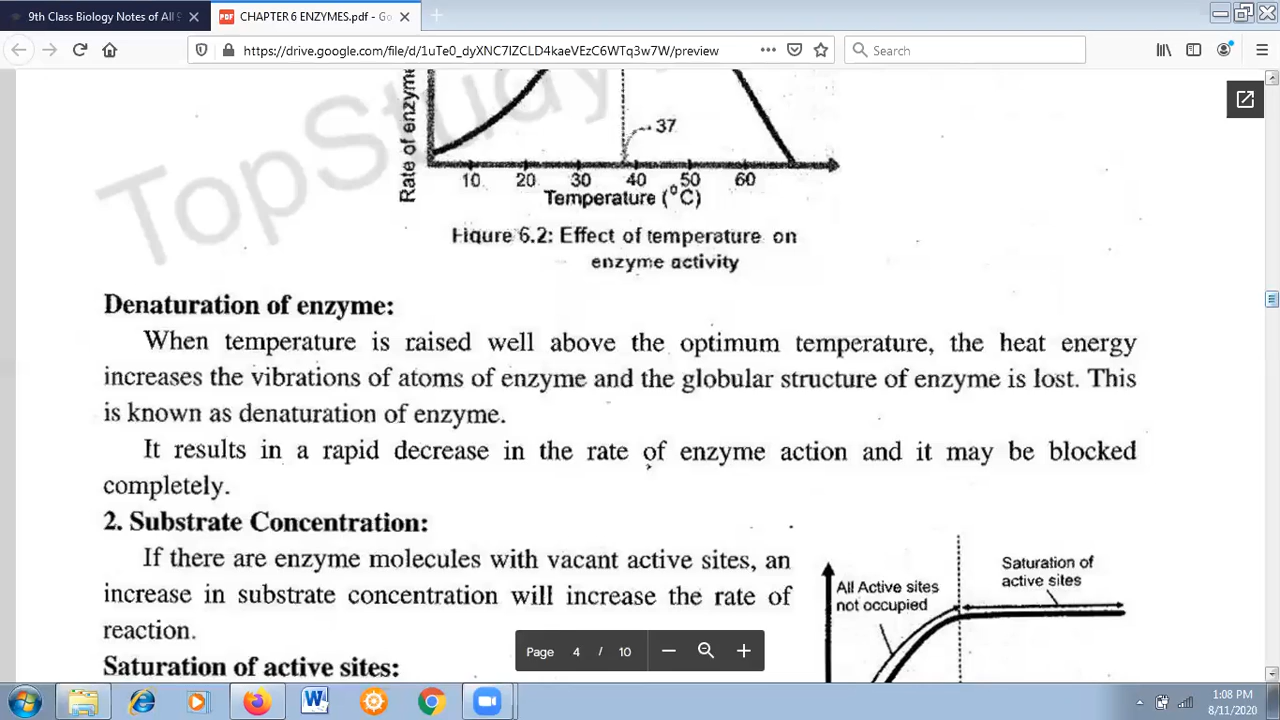 9th Class Biology Notes of All 9
CHAPTER 6 ENZYMES.pdf - Go
https://drive.google.com/file/d/1uTe0_dyXNC7IZCLD4kaeVEzC6WTq3w7W/preview
Search
TopStudy
Rate of enzyme
37
10 20 30 40 50 60
Temperature (°C)
Figure 6.2: Effect of temperature on
enzyme activity
Denaturation of enzyme:
When temperature is raised well above the optimum temperature, the heat energy
increases the vibrations of atoms of enzyme and the globular structure of enzyme is lost. This
is known as denaturation of enzyme.
It results in a rapid decrease in the rate of enzyme action and it may be blocked
completely.
2. Substrate Concentration:
If there are enzyme molecules with vacant active sites, an
increase in substrate concentration will increase the rate of
reaction.
Saturation of active sites:
All Active sites
not occupied
Saturation of
active sites
Page 4 / 10
1:08 PM
8/11/2020